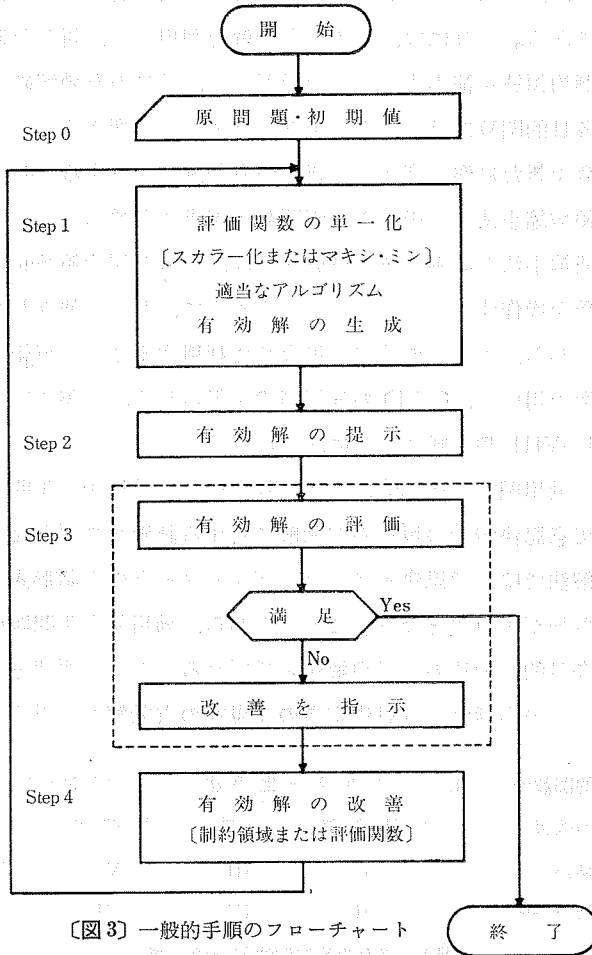 開始
Step 0
原問題・初期値
Step 1
評価関数の単一化
〔スカラー化またはマキシ・ミン〕
適当なアルゴリズム
有効解の生成
Step 2
有効解の提示
Step 3
有効解の評価
満足
Yes
No
改善を指示
Step 4
有効解の改善
〔制約領域または評価関数〕
〔図3〕一般的手順のフローチャート
終了